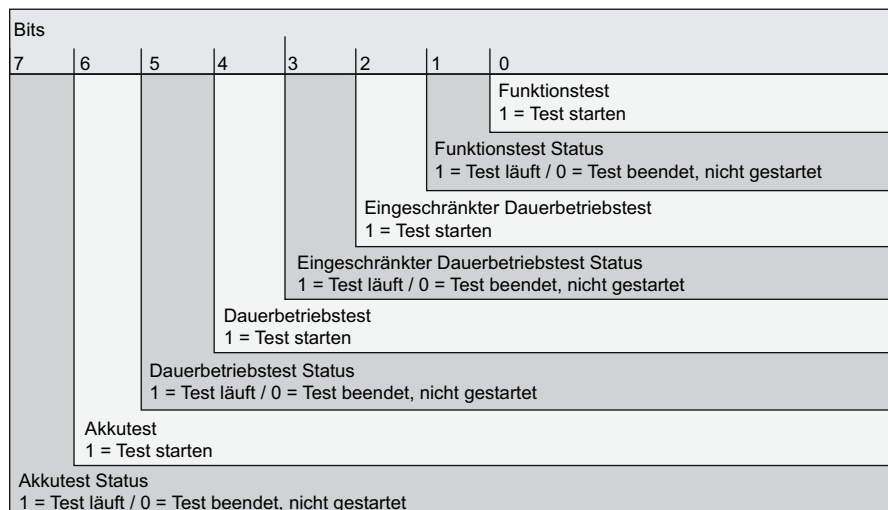 Bits
7 6 5 4 3 2 1 0
Funktionstest
1 = Test starten
Funktionstest Status
1 = Test läuft / 0 = Test beendet, nicht gestartet
Eingeschränkter Dauerbetriebstest
1 = Test starten
Eingeschränkter Dauerbetriebstest Status
1 = Test läuft / 0 = Test beendet, nicht gestartet
Dauerbetriebstest
1 = Test starten
Dauerbetriebstest Status
1 = Test läuft / 0 = Test beendet, nicht gestartet
Akkutest
1 = Test starten
Akkutest Status
1 = Test läuft / 0 = Test beendet, nicht gestartet